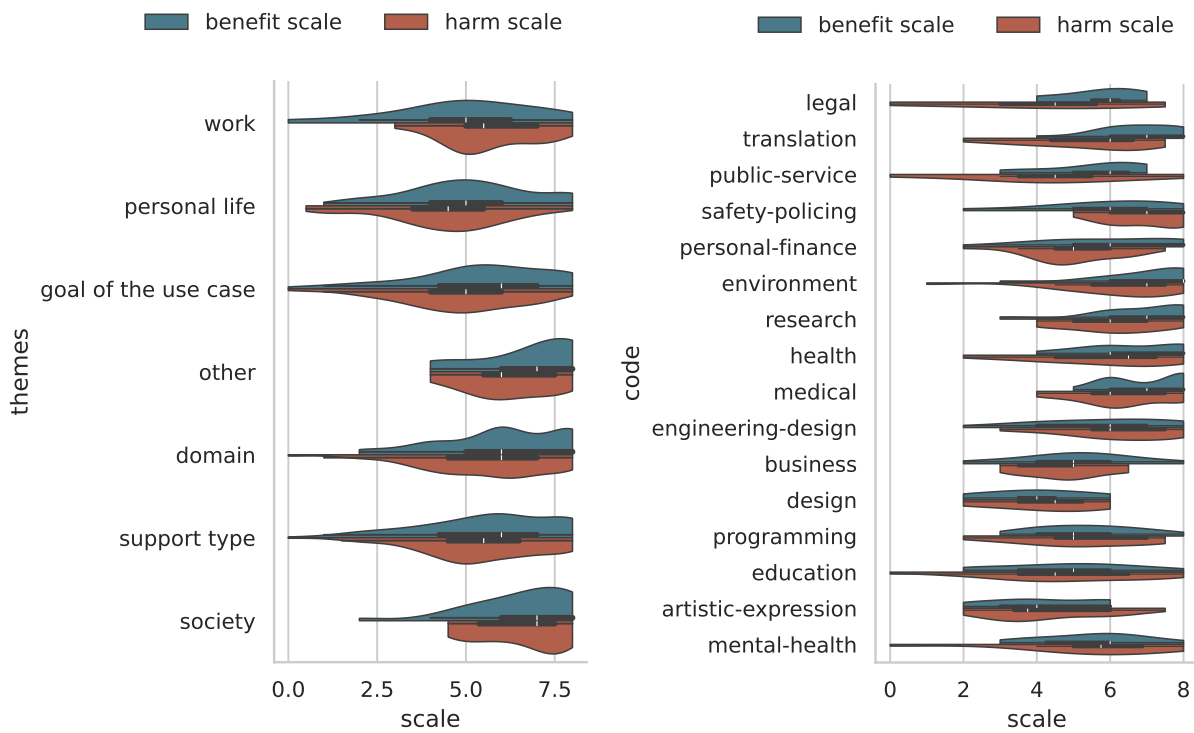 benefit scale harm scale
themes
work
personal life
goal of the use case
other
domain
support type
society
0.0 2.5 5.0 7.5
scale
benefit scale harm scale
code
legal
translation
public-service
safety-policing
personal-finance
environment
research
health
medical
engineering-design
business
design
programming
education
artistic-expression
mental-health
0 2 4 6 8
scale